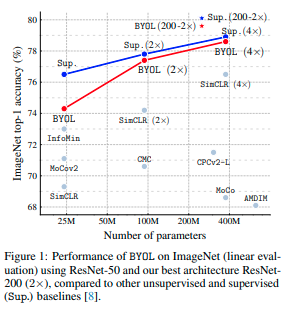 80
78
76
74
72
70
68
ImageNet top-1 accuracy (%)
Sup.(200-2×)
BYOL(200-2×)
Sup.(4×)
Sup.(2×)
BYOL (4×)
Sup.
BYOL (2×)
SimCLR (4×)
BYOL
SimCLR (2×)
InfoMin
CMC
CPCv2-L
MoCov2
SimCLR
MoCo
AMDIM
25M 50M 100M 200M 400M
Number of parameters
Figure 1: Performance of BYOL on ImageNet (linear eval-
uation) using ResNet-50 and our best architecture ResNet-
200 (2×), compared to other unsupervised and supervised
(Sup.) baselines [8].